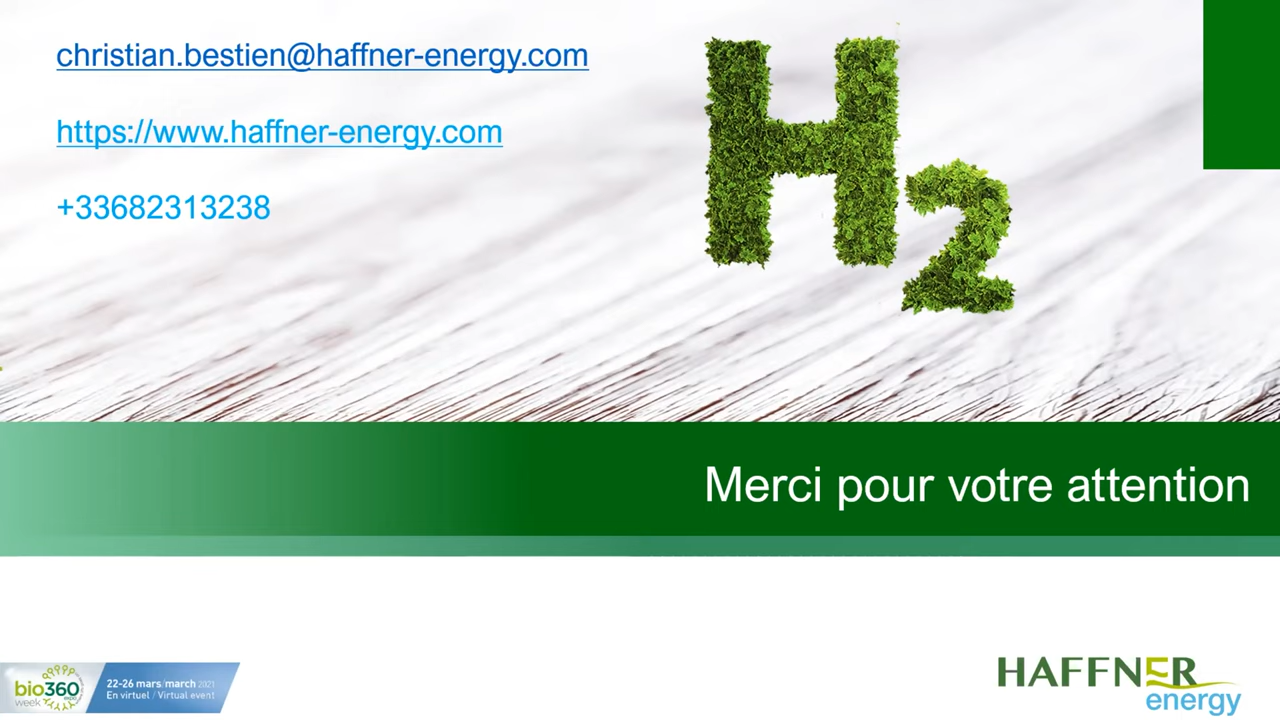 christian.bestien@haffner-energy.com
https://www.haffner-energy.com
+33682313238
H2
Merci pour votre attention
bio360
expo
week
22-26 mars/march 2021
En virtuel / Virtual event
HAFFNER
energy